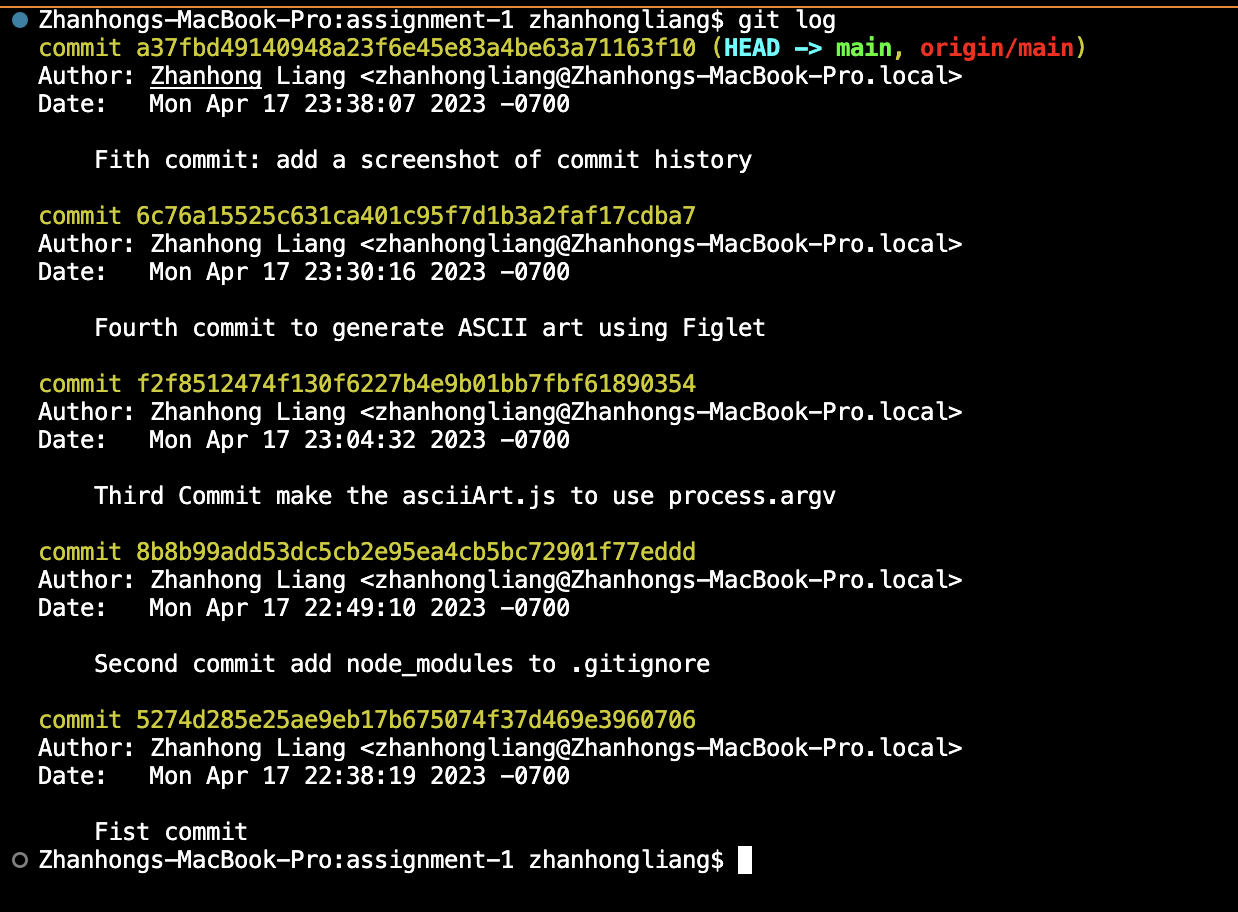 Zhanhongs-MacBook-Pro:assignment-1 zhanhongliang$ git log
commit a37fbd49140948a23f6e45e83a4be63a71163f10 (HEAD -> main, origin/main)
Author: Zhanhong Liang <zhanhongliang@Zhanhongs-MacBook-Pro.local>
Date:   Mon Apr 17 23:38:07 2023 -0700

    Fith commit: add a screenshot of commit history

commit 6c76a15525c631ca401c95f7d1b3a2faf17cdba7
Author: Zhanhong Liang <zhanhongliang@Zhanhongs-MacBook-Pro.local>
Date:   Mon Apr 17 23:30:16 2023 -0700

    Fourth commit to generate ASCII art using Figlet

commit f2f8512474f130f6227b4e9b01bb7fbf61890354
Author: Zhanhong Liang <zhanhongliang@Zhanhongs-MacBook-Pro.local>
Date:   Mon Apr 17 23:04:32 2023 -0700

    Third Commit make the asciiArt.js to use process.argv

commit 8b8b99add53dc5cb2e95ea4cb5bc72901f77eddd
Author: Zhanhong Liang <zhanhongliang@Zhanhongs-MacBook-Pro.local>
Date:   Mon Apr 17 22:49:10 2023 -0700

    Second commit add node_modules to .gitignore

commit 5274d285e25ae9eb17b675074f37d469e3960706
Author: Zhanhong Liang <zhanhongliang@Zhanhongs-MacBook-Pro.local>
Date:   Mon Apr 17 22:38:19 2023 -0700

    Fist commit
Zhanhongs-MacBook-Pro:assignment-1 zhanhongliang$